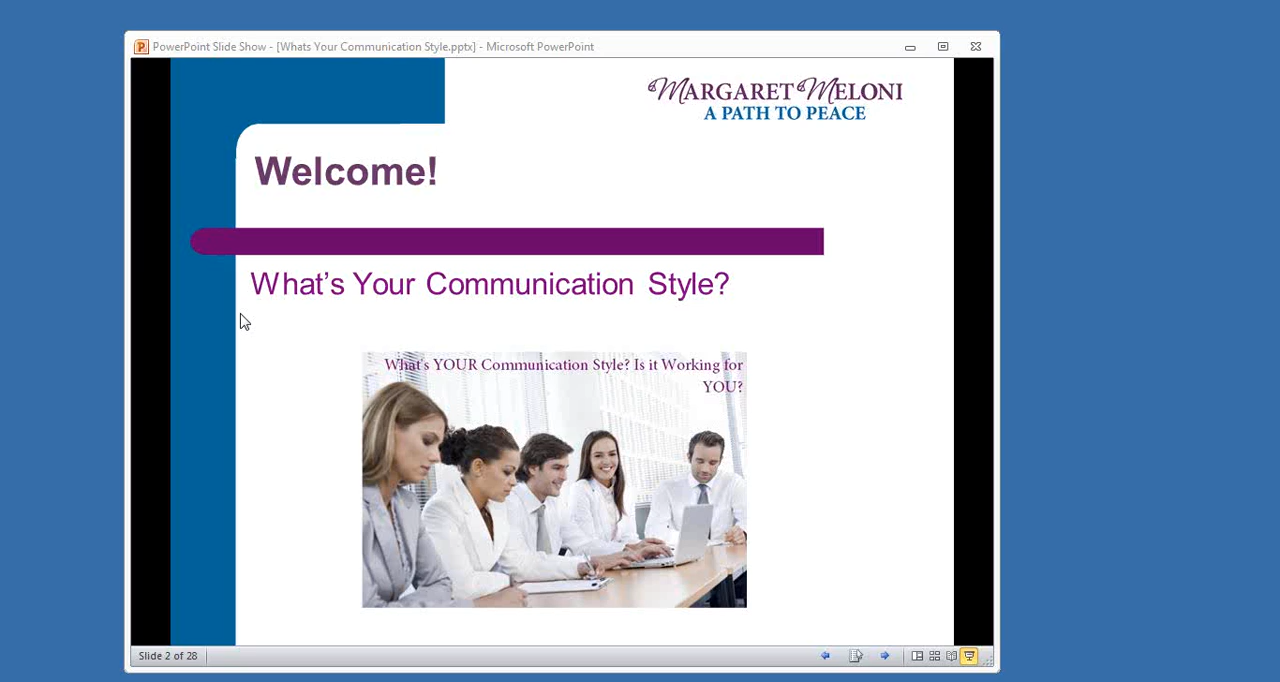 PowerPoint Slide Show - [Whats Your Communication Style.pptx] - Microsoft PowerPoint
MARGARET MELONI
A PATH TO PEACE
Welcome!
What’s Your Communication Style?
What's YOUR Communication Style? Is it Working for
YOU?
Slide 2 of 28